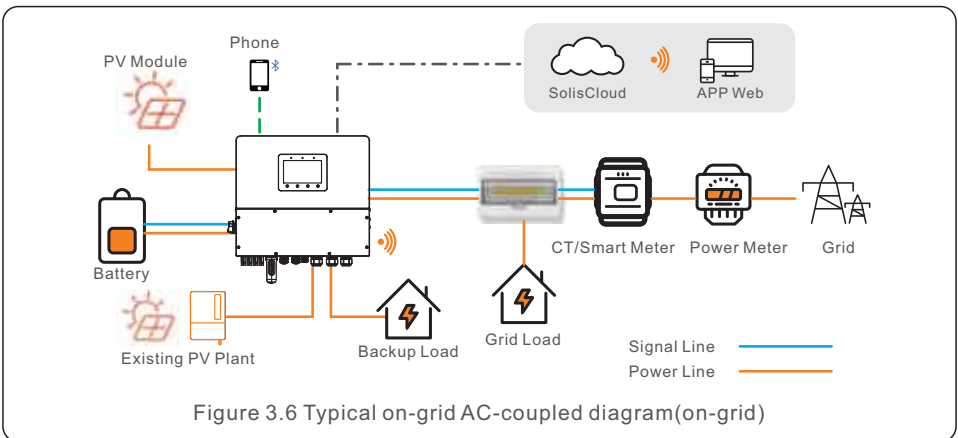 Phone
PV Module
SolisCloud
APP Web
CT/Smart Meter
Power Meter
Grid
Battery
Existing PV Plant
Backup Load
Grid Load
Signal Line
Power Line
Figure 3.6 Typical on-grid AC-coupled diagram(on-grid)